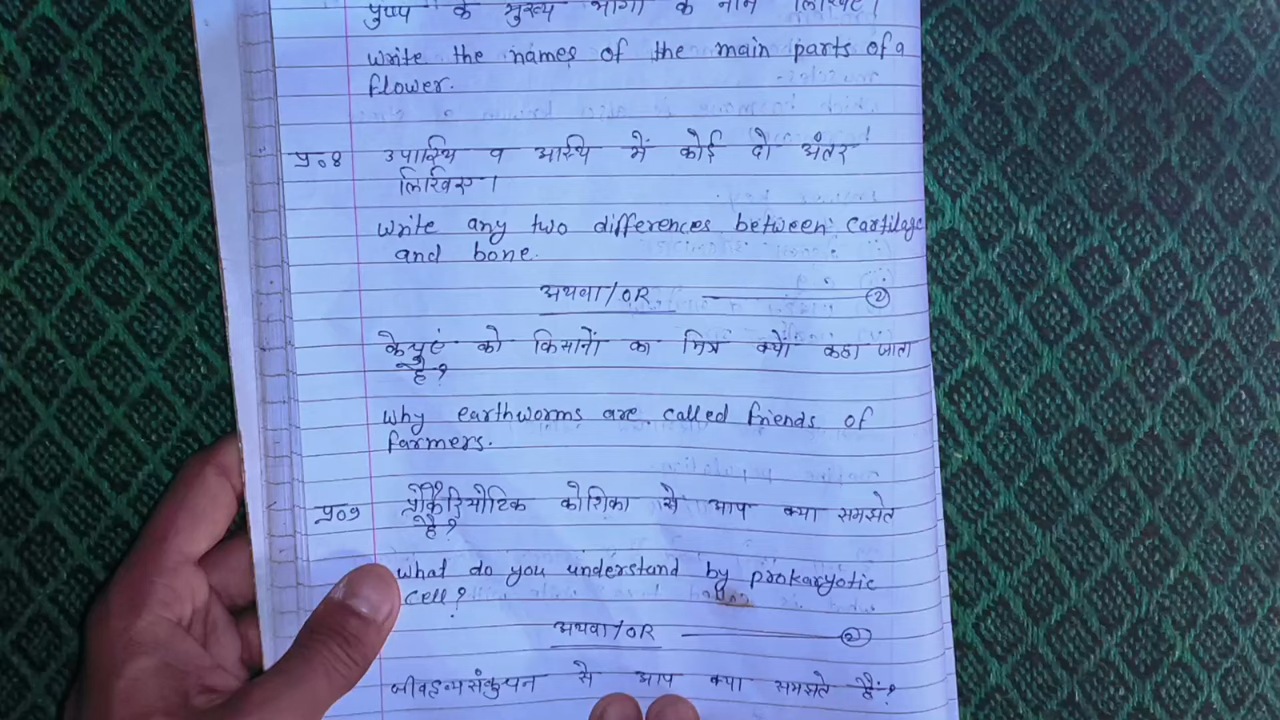 पुष्प के मुख्य भागों के नाम लिखिए।
write the names of the main parts of a
flower.
प्र०8 उपास्थि व अस्थि में कोई दो अंतर
लिखिए।
write any two differences between cartilage
and bone.
अथवा/OR ②
केचुएं को किसानों का मित्र क्यों कहा जाता
है?
why earthworms are called friends of
farmers.
प्र०9 प्रोकैरियोटिक कोशिका से आप क्या समझते
है?
what do you understand by prokaryotic
cell?
अथवा/OR ②
जीवद्रव्यसंकुचन से आप क्या समझते हैं?